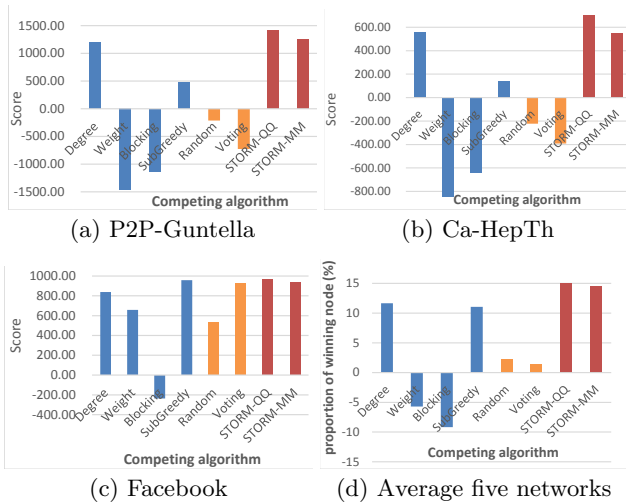 1500.00
1000.00
500.00
0.00
-500.00
-1000.00
-1500.00
Score
Degree
Weight
Blocking
SubGreedy
Random
Voting
STORM-QQ
STORM-MM
Competing algorithm
(a) P2P-Guntella
600.00
400.00
200.00
0.00
-200.00
-400.00
-600.00
-800.00
Score
Degree
Weight
Blocking
SubGreedy
Random
Voting
STORM-QQ
STORM-MM
Competing algorithm
(b) Ca-HepTh
1000.00
800.00
600.00
400.00
200.00
0.00
-200.00
-400.00
Score
Degree
Weight
Blocking
SubGreedy
Random
Voting
STORM-QQ
STORM-MM
Competing algorithm
(c) Facebook
15
10
5
0
-5
-10
-15
proportion of winning node (%)
Degree
Weight
Blocking
SubGreedy
Random
Voting
STORM-QQ
STORM-MM
Competing algorithm
(d) Average five networks